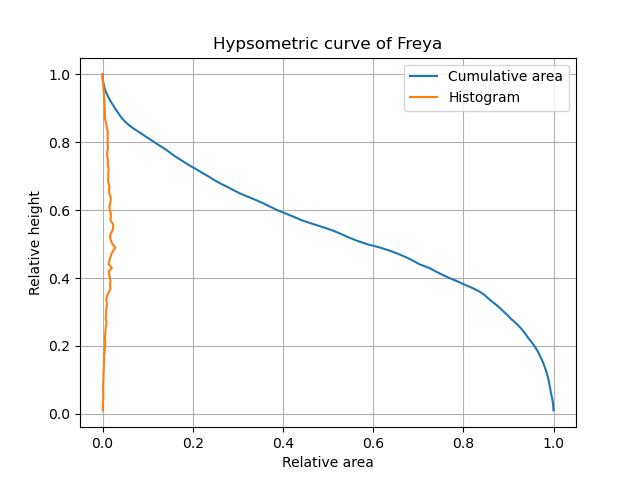 Hypsometric curve of Freya
Cumulative area
Histogram
Relative height
1.0
0.8
0.6
0.4
0.2
0.0
0.0 0.2 0.4 0.6 0.8 1.0
Relative area